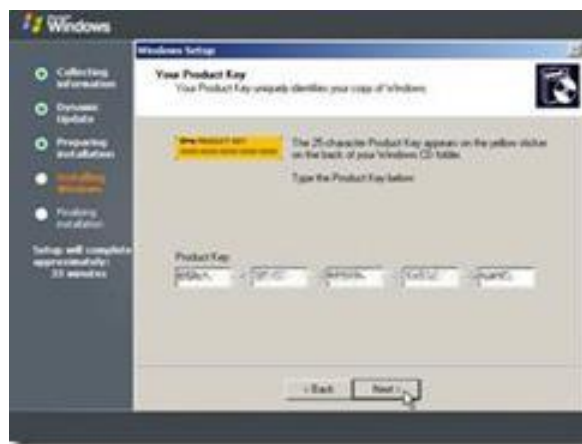 Windows
Windows Setup
Collecting
information
Dynamic
Update
Preparing
installation
Installing
Windows
Finalizing
installation
Setup will complete
approximately:
33 minutes
Your Product Key
Your Product Key uniquely identifies your copy of Windows.
PRODUCT KEY
The 25-character Product Key appears on the yellow sticker
on the back of your Windows CD folder.
Type the Product Key below:
Product Key:
< Back
Next >